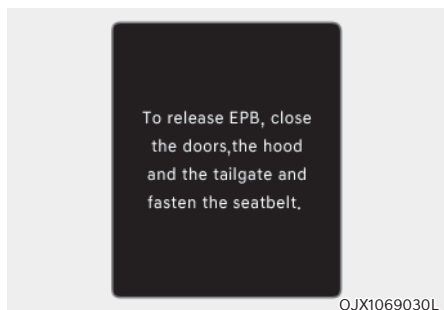 To release EPB, close
the doors,the hood
and the tailgate and
fasten the seatbelt.
OJX1069030L